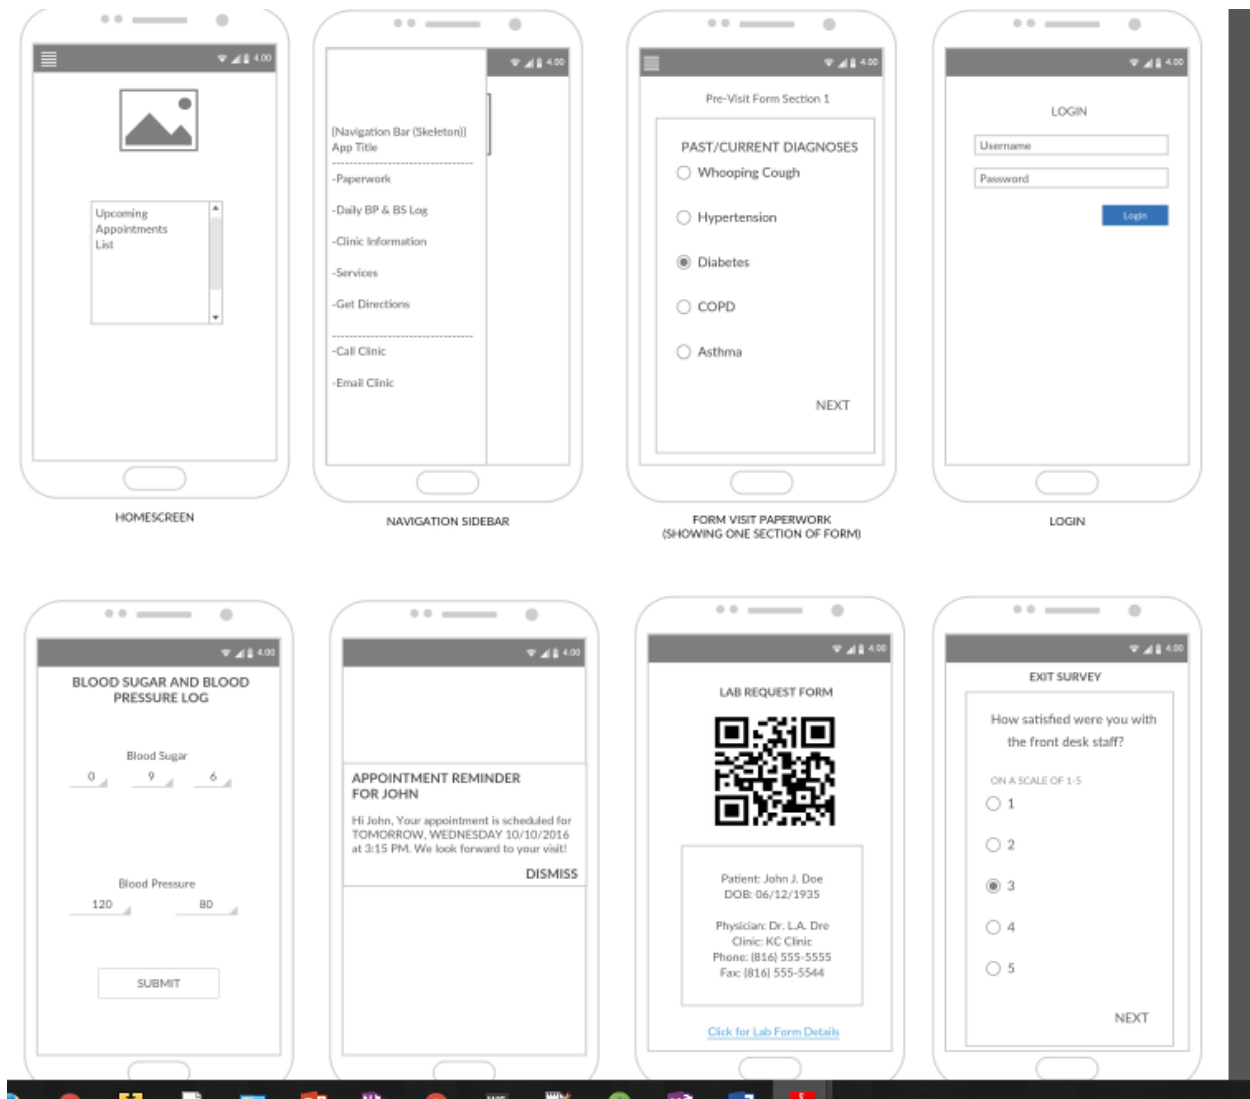 4.00
Upcoming
Appointments
List
HOMESCREEN
4.00
[Navigation Bar (Skeleton)]
App Title
-Paperwork
-Daily BP & BS Log
-Clinic Information
-Services
-Get Directions
-Call Clinic
-Email Clinic
NAVIGATION SIDEBAR
4.00
Pre-Visit Form Section 1
PAST/CURRENT DIAGNOSES
Whooping Cough
Hypertension
Diabetes
COPD
Asthma
NEXT
FORM VISIT PAPERWORK
(SHOWING ONE SECTION OF FORM)
4.00
LOGIN
Username
Password
Login
LOGIN
4.00
BLOOD SUGAR AND BLOOD
PRESSURE LOG
Blood Sugar
0 9 6
Blood Pressure
120 80
SUBMIT
4.00
APPOINTMENT REMINDER
FOR JOHN
Hi John, Your appointment is scheduled for
TOMORROW, WEDNESDAY 10/10/2016
at 3:15 PM. We look forward to your visit!
DISMISS
4.00
LAB REQUEST FORM
Patient: John J. Doe
DOB: 06/12/1935
Physician: Dr. L.A. Dre
Clinic: KC Clinic
Phone: (816) 555-5555
Fax: (816) 555-5544
Click for Lab Form Details
4.00
EXIT SURVEY
How satisfied were you with
the front desk staff?
ON A SCALE OF 1-5
1
2
3
4
5
NEXT